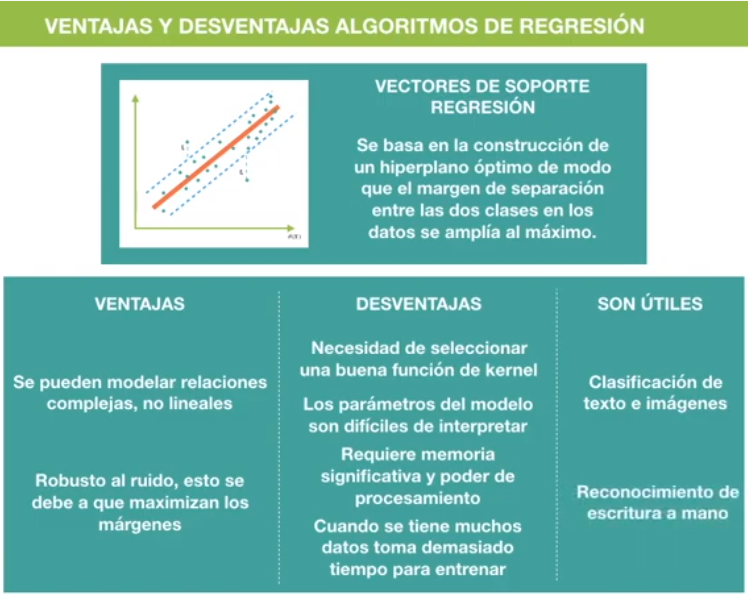 VENTAJAS Y DESVENTAJAS ALGORITMOS DE REGRESIÓN
VECTORES DE SOPORTE
REGRESIÓN
Se basa en la construcción de
un hiperplano óptimo de modo
que el margen de separación
entre las dos clases en los
datos se amplía al máximo.
VENTAJAS
Se pueden modelar relaciones
complejas, no lineales
Robusto al ruido, esto se
debe a que maximizan los
márgenes
DESVENTAJAS
Necesidad de seleccionar
una buena función de kernel
Los parámetros del modelo
son difíciles de interpretar
Requiere memoria
significativa y poder de
procesamiento
Cuando se tiene muchos
datos toma demasiado
tiempo para entrenar
SON ÚTILES
Clasificación de
texto e imágenes
Reconocimiento de
escritura a mano